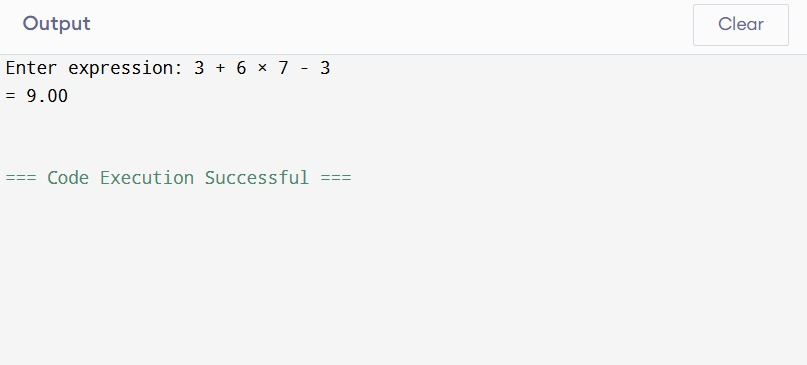 Output
Clear
Enter expression: 3 + 6 × 7 - 3
= 9.00
=== Code Execution Successful ===